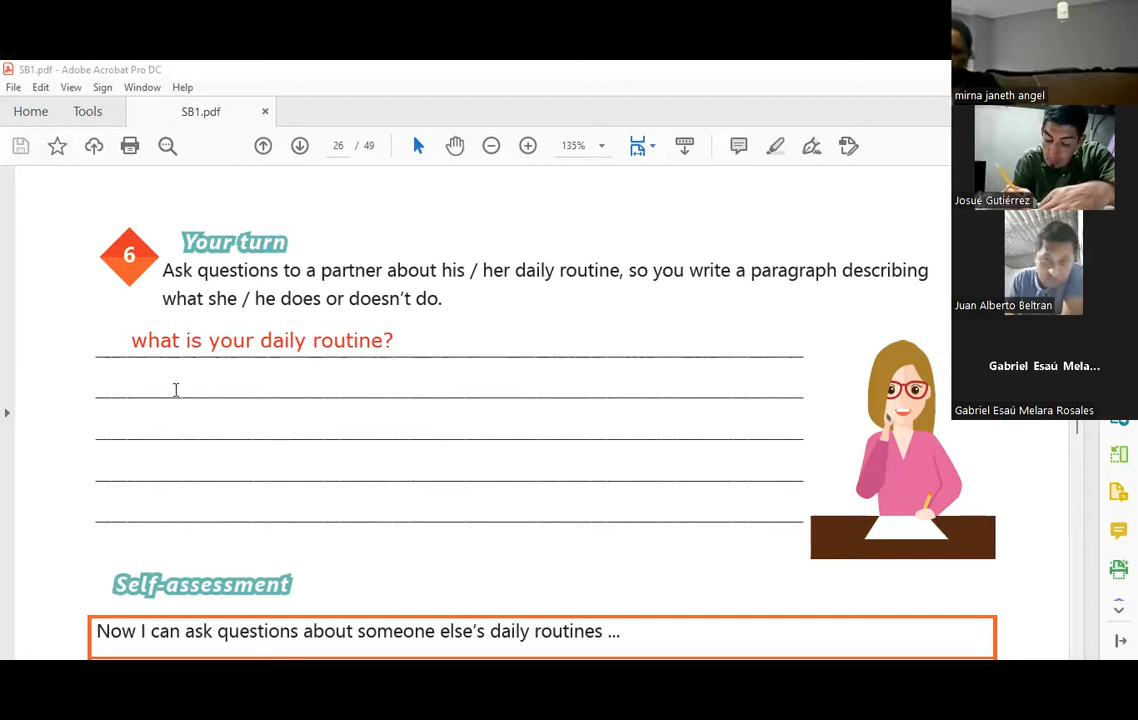 SB1.pdf - Adobe Acrobat Pro DC
File Edit View Sign Window Help
Home Tools SB1.pdf ×
26 / 49 135%
mirna janeth angel
Josué Gutiérrez
Juan Alberto Beltran
Gabriel Esaú Mela...
Gabriel Esaú Melara Rosales
6 Your turn
Ask questions to a partner about his / her daily routine, so you write a paragraph describing
what she / he does or doesn't do.
what is your daily routine?
Self-assessment
Now I can ask questions about someone else's daily routines ...